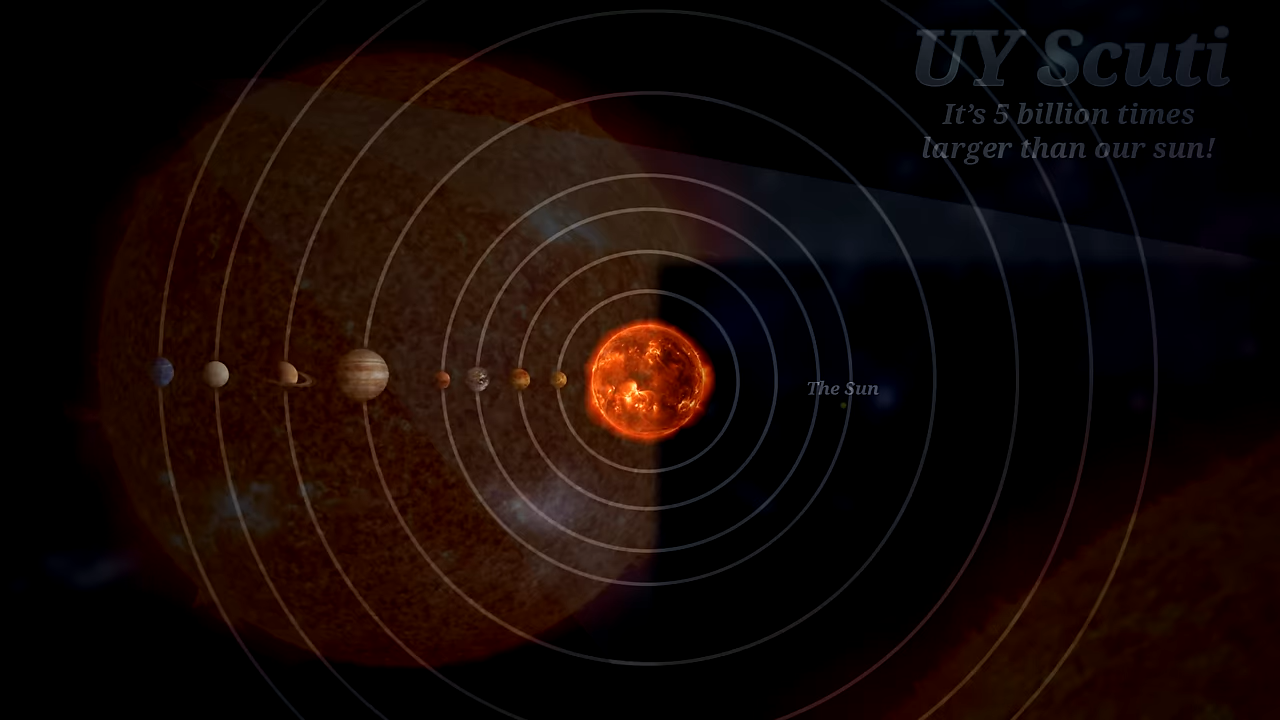 UY Scuti
It’s 5 billion times
larger than our sun!
The Sun